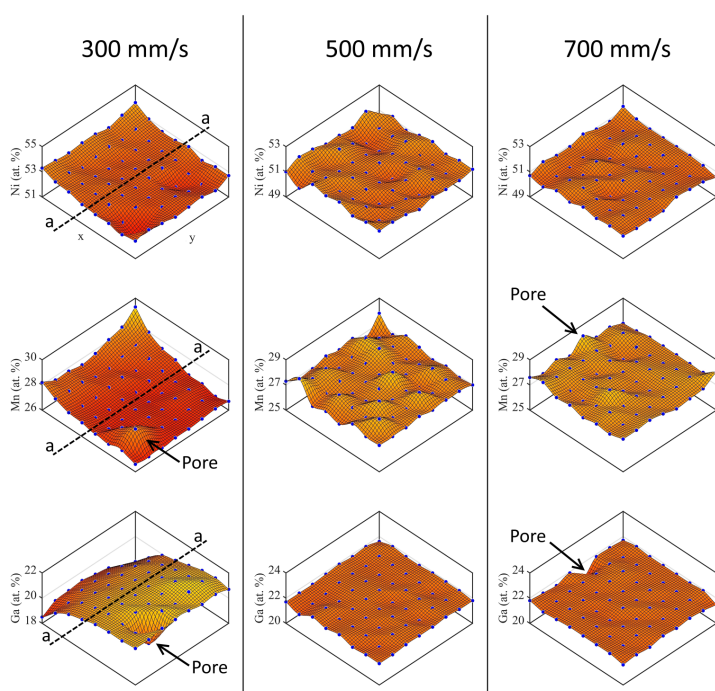 300 mm/s
500 mm/s
700 mm/s
a
55
53
51
Ni (at. %)
a
x
y
53
51
49
Ni (at. %)
53
51
49
Ni (at. %)
a
30
28
26
Mn (at. %)
a
Pore
29
27
25
Mn (at. %)
Pore
29
27
25
Mn (at. %)
a
22
20
18
Ga (at. %)
a
Pore
24
22
20
Ga (at. %)
Pore
24
22
20
Ga (at. %)